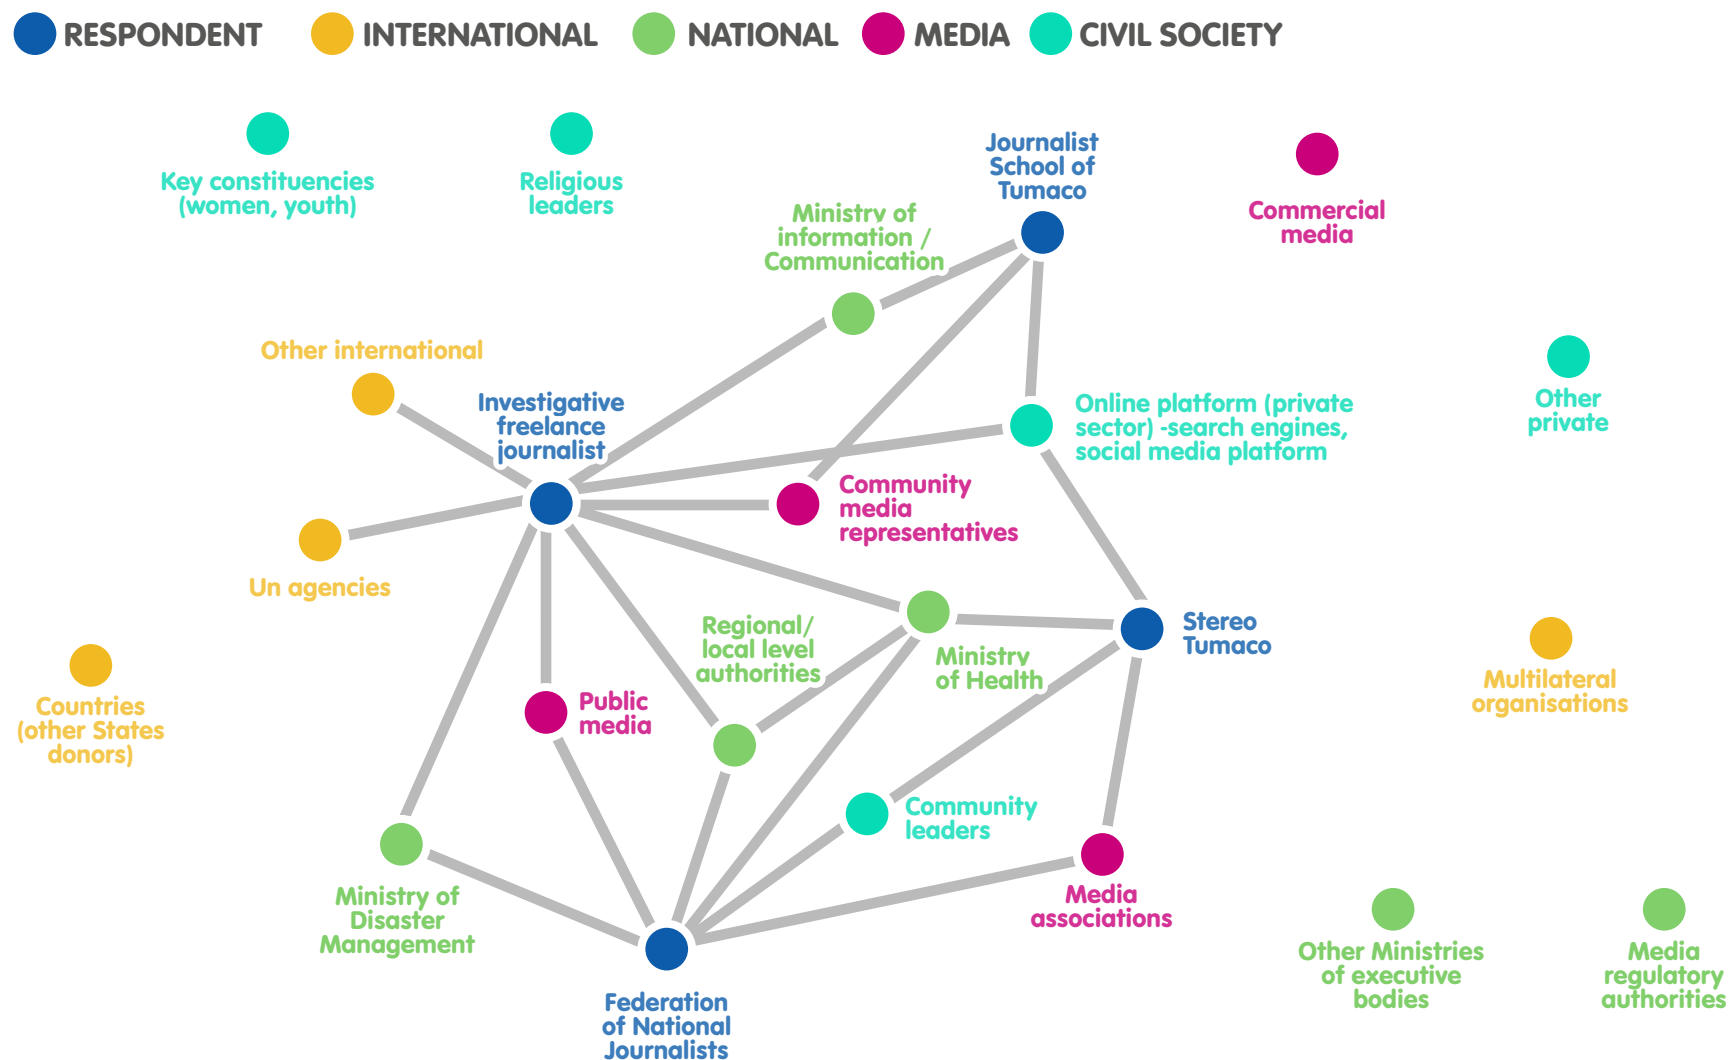 RESPONDENT
INTERNATIONAL
NATIONAL
MEDIA
CIVIL SOCIETY
Key constituencies
(women, youth)
Religious
leaders
Journalist
School of
Tumaco
Commercial
media
Ministry of
information /
Communication
Other international
Investigative
freelance
journalist
Online platform (private
sector) -search engines,
social media platform
Other
private
Community
media
representatives
Un agencies
Regional/
local level
authorities
Ministry
of Health
Stereo
Tumaco
Countries
(other States
donors)
Public
media
Multilateral
organisations
Community
leaders
Ministry of
Disaster
Management
Media
associations
Other Ministries
of executive
bodies
Media
regulatory
authorities
Federation
of National
Journalists